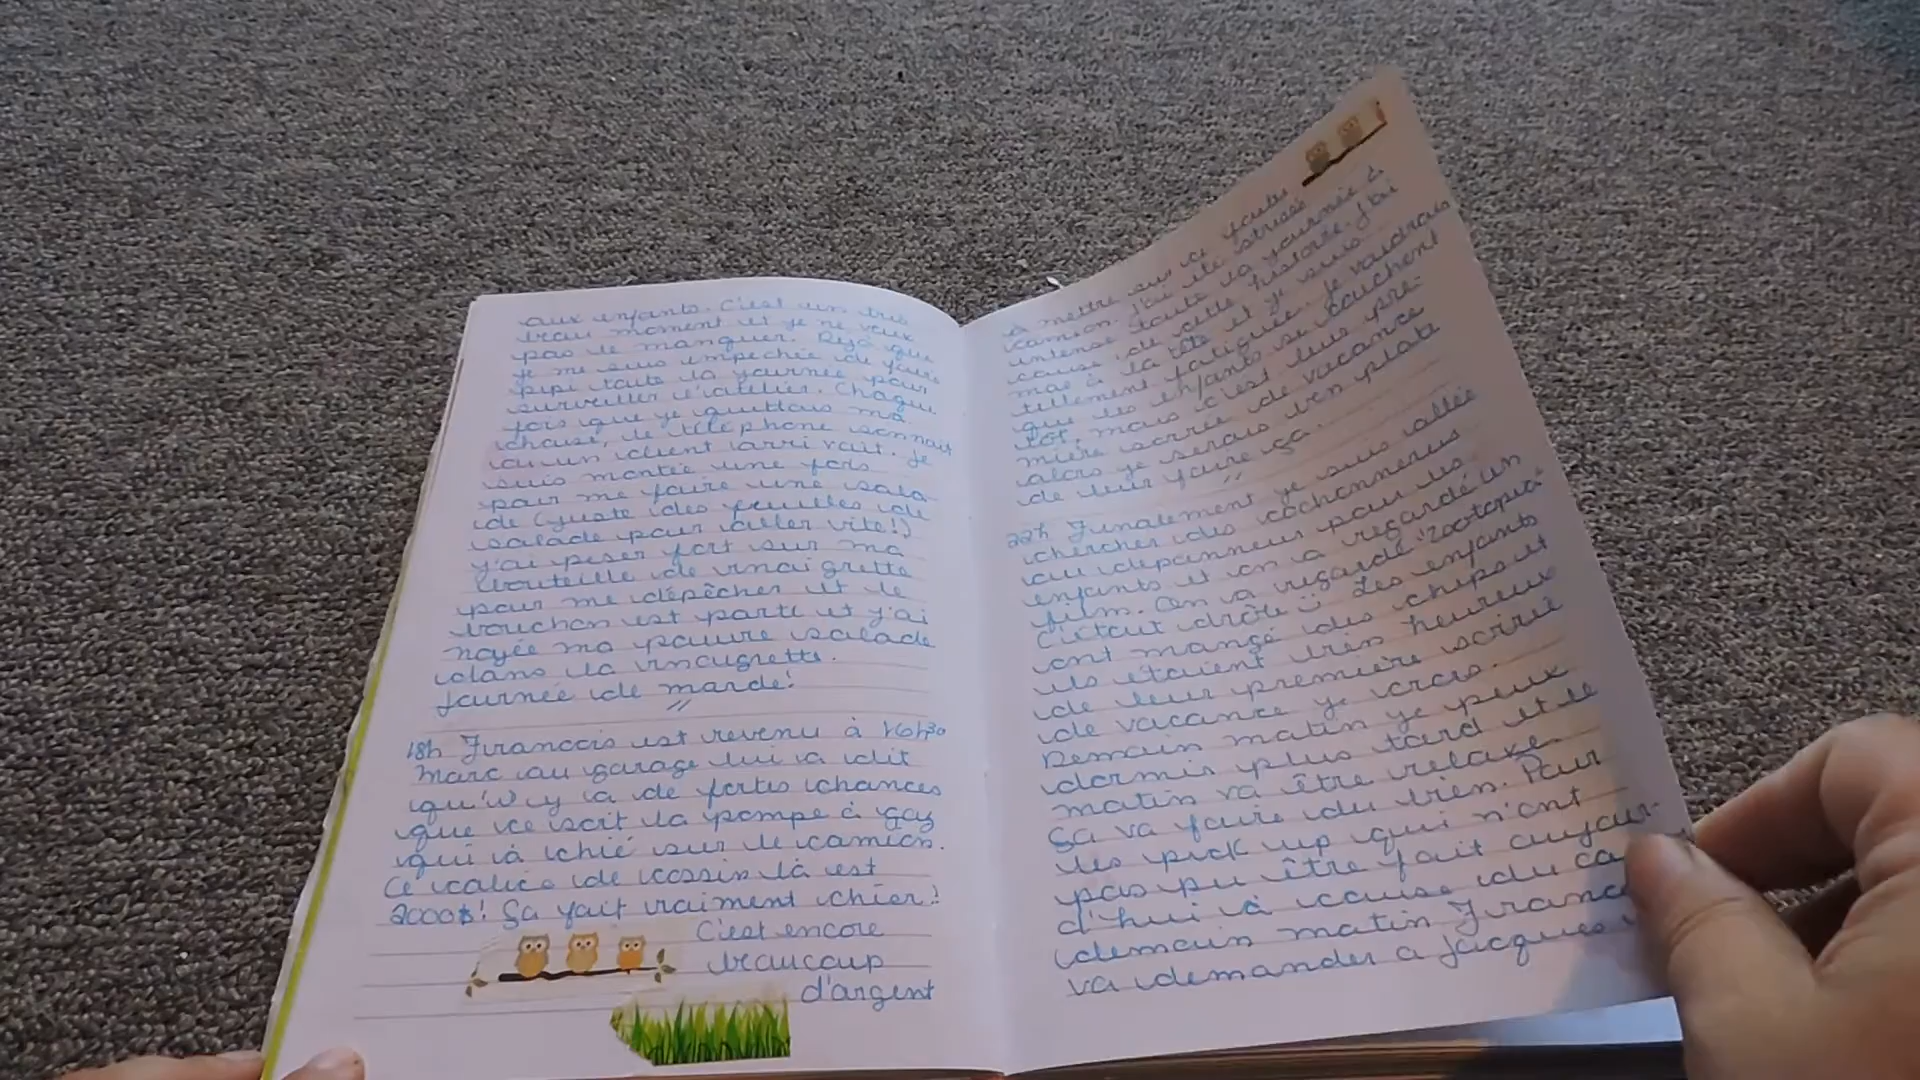 aux enfants. C'est un très
beau moment et je ne veux
pas le manquer. Déjà que
je me suis empêchée de faire
pipi toute la journée pour
surveiller l'atelier. Chaque
fois que je quittais ma
chaise, le téléphone sonnait
ou un client arrivait. Je
suis montée une fois
pour me faire une sala-
de (juste des feuilles de
salade pour aller vite!)
j'ai peser fort sur ma
bouteille de vinaigrette
pour me dépêcher et le
bouchon est parti et j'ai
noyée ma pauvre salade
dans la vinaigrette.
Journée de marde!
18h Francois est revenu à 16h30
Marc au garage lui a dit
qu'il y a de fortes chances
que ce soit la pompe à gaz
qui à chié sur le camion.
Ce calice de cossin là est
2000$! Sa fait vraiment chier!
C'est encore
beaucoup
d'argent
à mettre sur ce
camion. J'ai été stressée
intense toute la journée à
cause de cette histoire. J'ai
mal à la tête et je suis
tellement fatiguée. Je voudrais
que les enfants se couchent
tôt, mais c'est leur pre-
mière soirée de vacance
alors je serais ben plate
de leur faire ça.
22h Finalement je suis allée
chercher des cochonneries
au dépanneur pour les
enfants et on a regardé un
film. On a regardé Zootopia
c'était drôle Les enfants
ont mangé des chips et
ils étaient très heureux
de leur première soirée
de vacance je crois.
Demain matin je peux
dormir plus tard et le
matin va être relaxe.
Sa va faire du bien. Pour
les pick up qui n'ont
pas pu être fait aujour-
d'hui à cause du
demain matin
va demander a Jacques